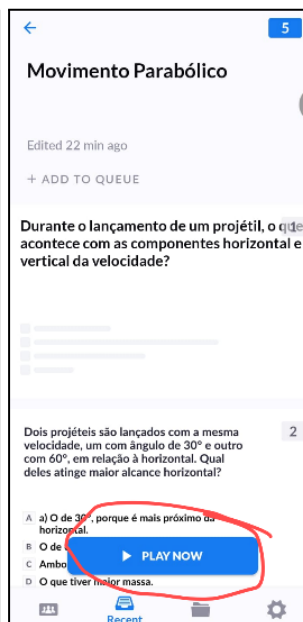 5
Movimento Parabólico
Edited 22 min ago
+ ADD TO QUEUE
Durante o lançamento de um projétil, o que
1
acontece com as componentes horizontal e
vertical da velocidade?
Dois projéteis são lançados com a mesma
2
velocidade, um com ângulo de 30° e outro
com 60°, em relação à horizontal. Qual
deles atinge maior alcance horizontal?
A a) O de 30°, porque é mais próximo da
horizontal.
B O de
C Ambo
D O que tiver maior massa.
PLAY NOW
Recent